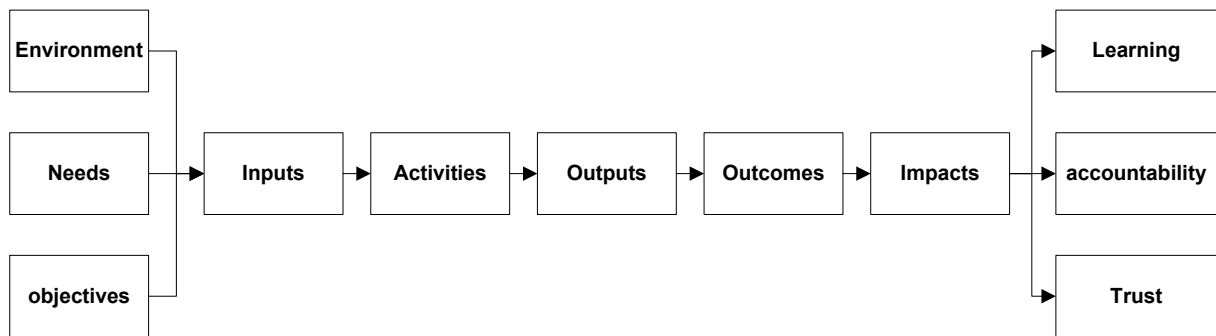 Environment
Needs
objectives
Inputs
Activities
Outputs
Outcomes
Impacts
Learning
accountability
Trust